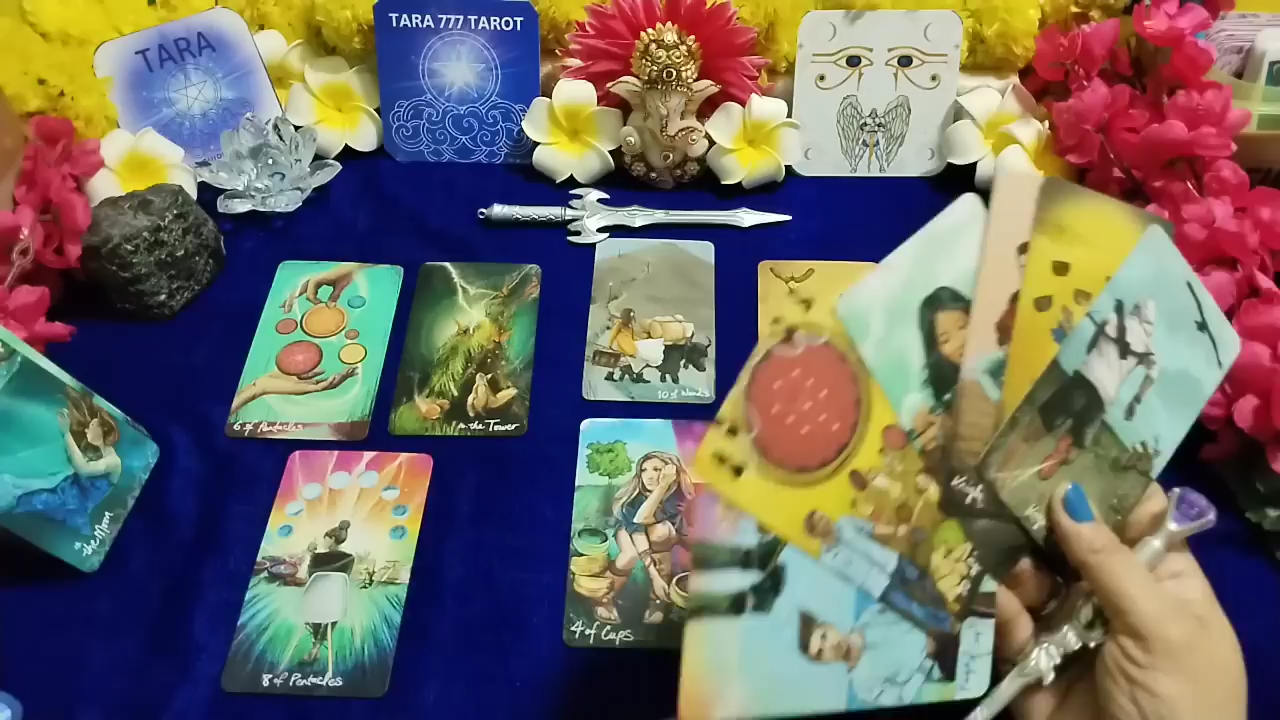 TARA
TARA 777 TAROT
6 of Pentacles
the Tower
10 of Wands
the Moon
4 of Cups
8 of Pentacles